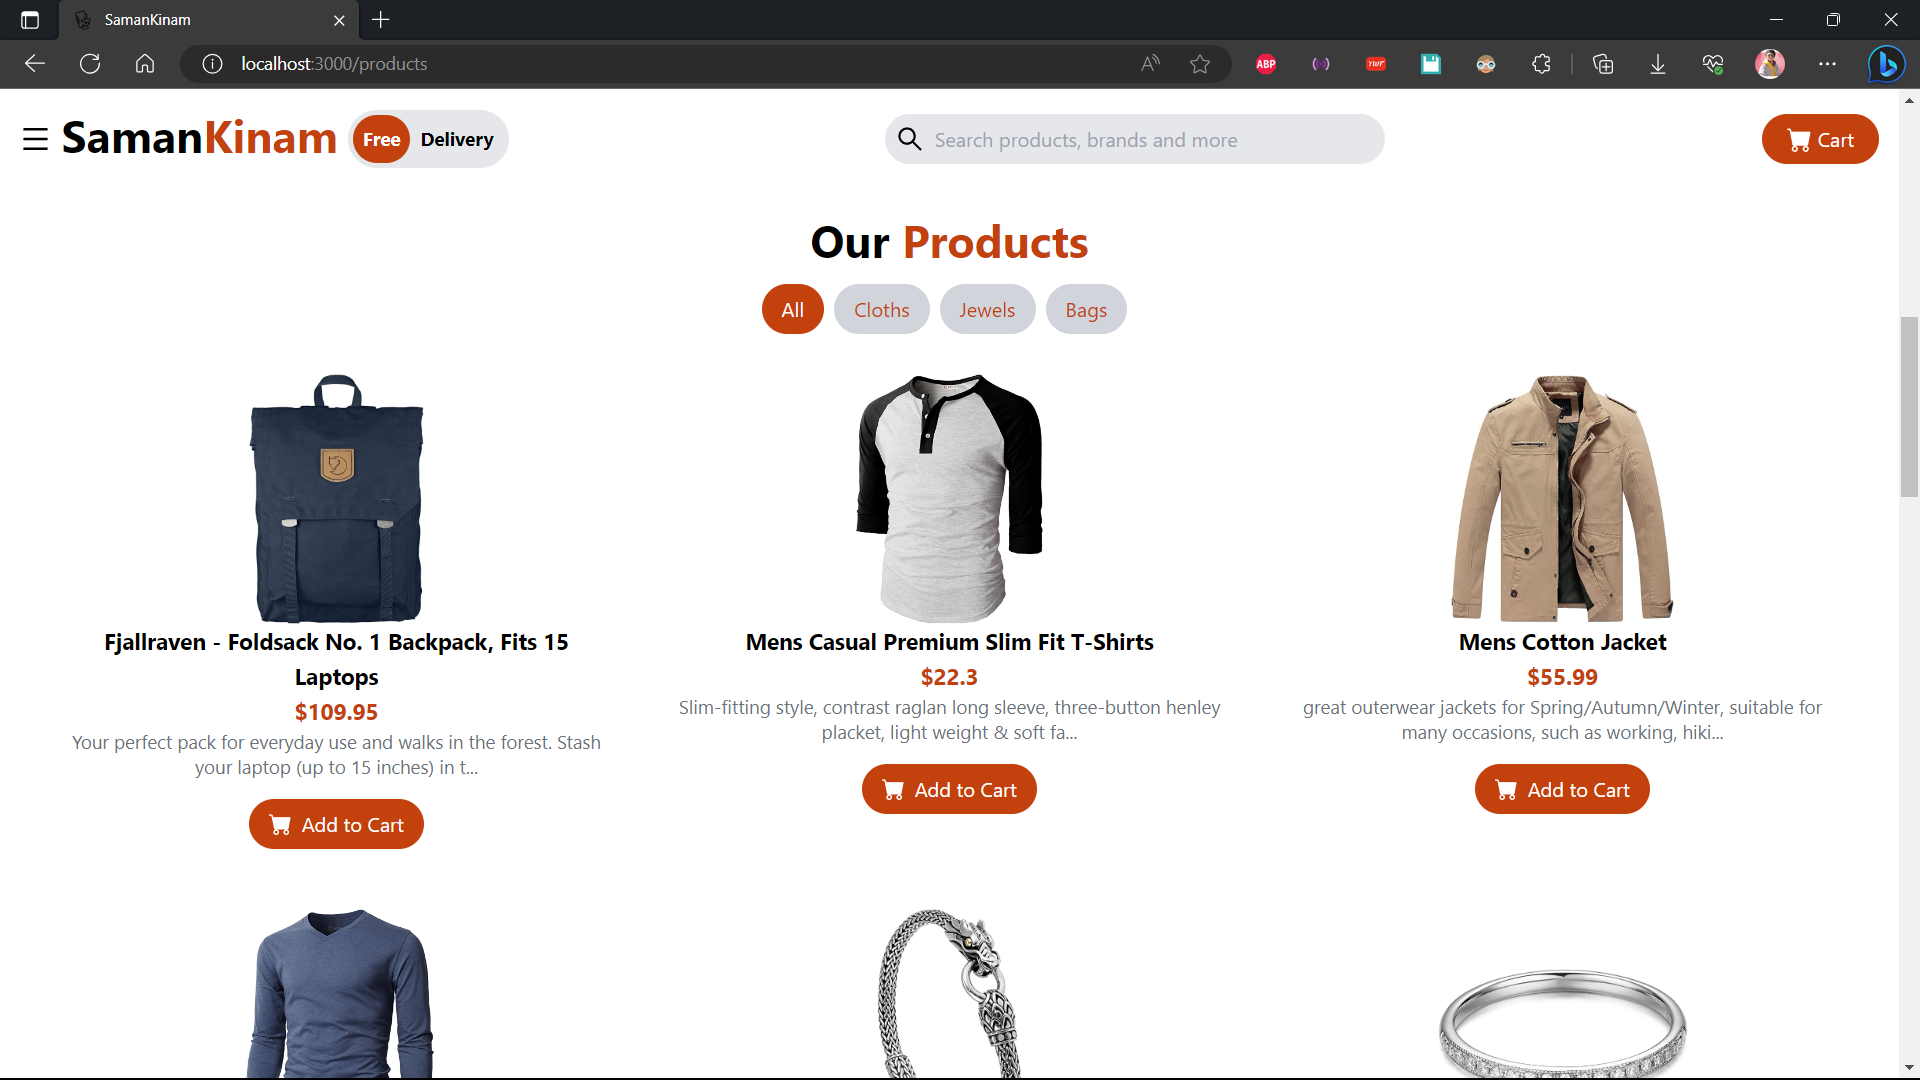 SamanKinam
localhost:3000/products
ABP
rwr
SamanKinam Free Delivery
Search products, brands and more
Cart
Our Products
All Cloths Jewels Bags
Fjallraven - Foldsack No. 1 Backpack, Fits 15
Laptops
$109.95
Your perfect pack for everyday use and walks in the forest. Stash
your laptop (up to 15 inches) in t...
Add to Cart
Mens Casual Premium Slim Fit T-Shirts
$22.3
Slim-fitting style, contrast raglan long sleeve, three-button henley
placket, light weight & soft fa...
Add to Cart
Mens Cotton Jacket
$55.99
great outerwear jackets for Spring/Autumn/Winter, suitable for
many occasions, such as working, hiki...
Add to Cart